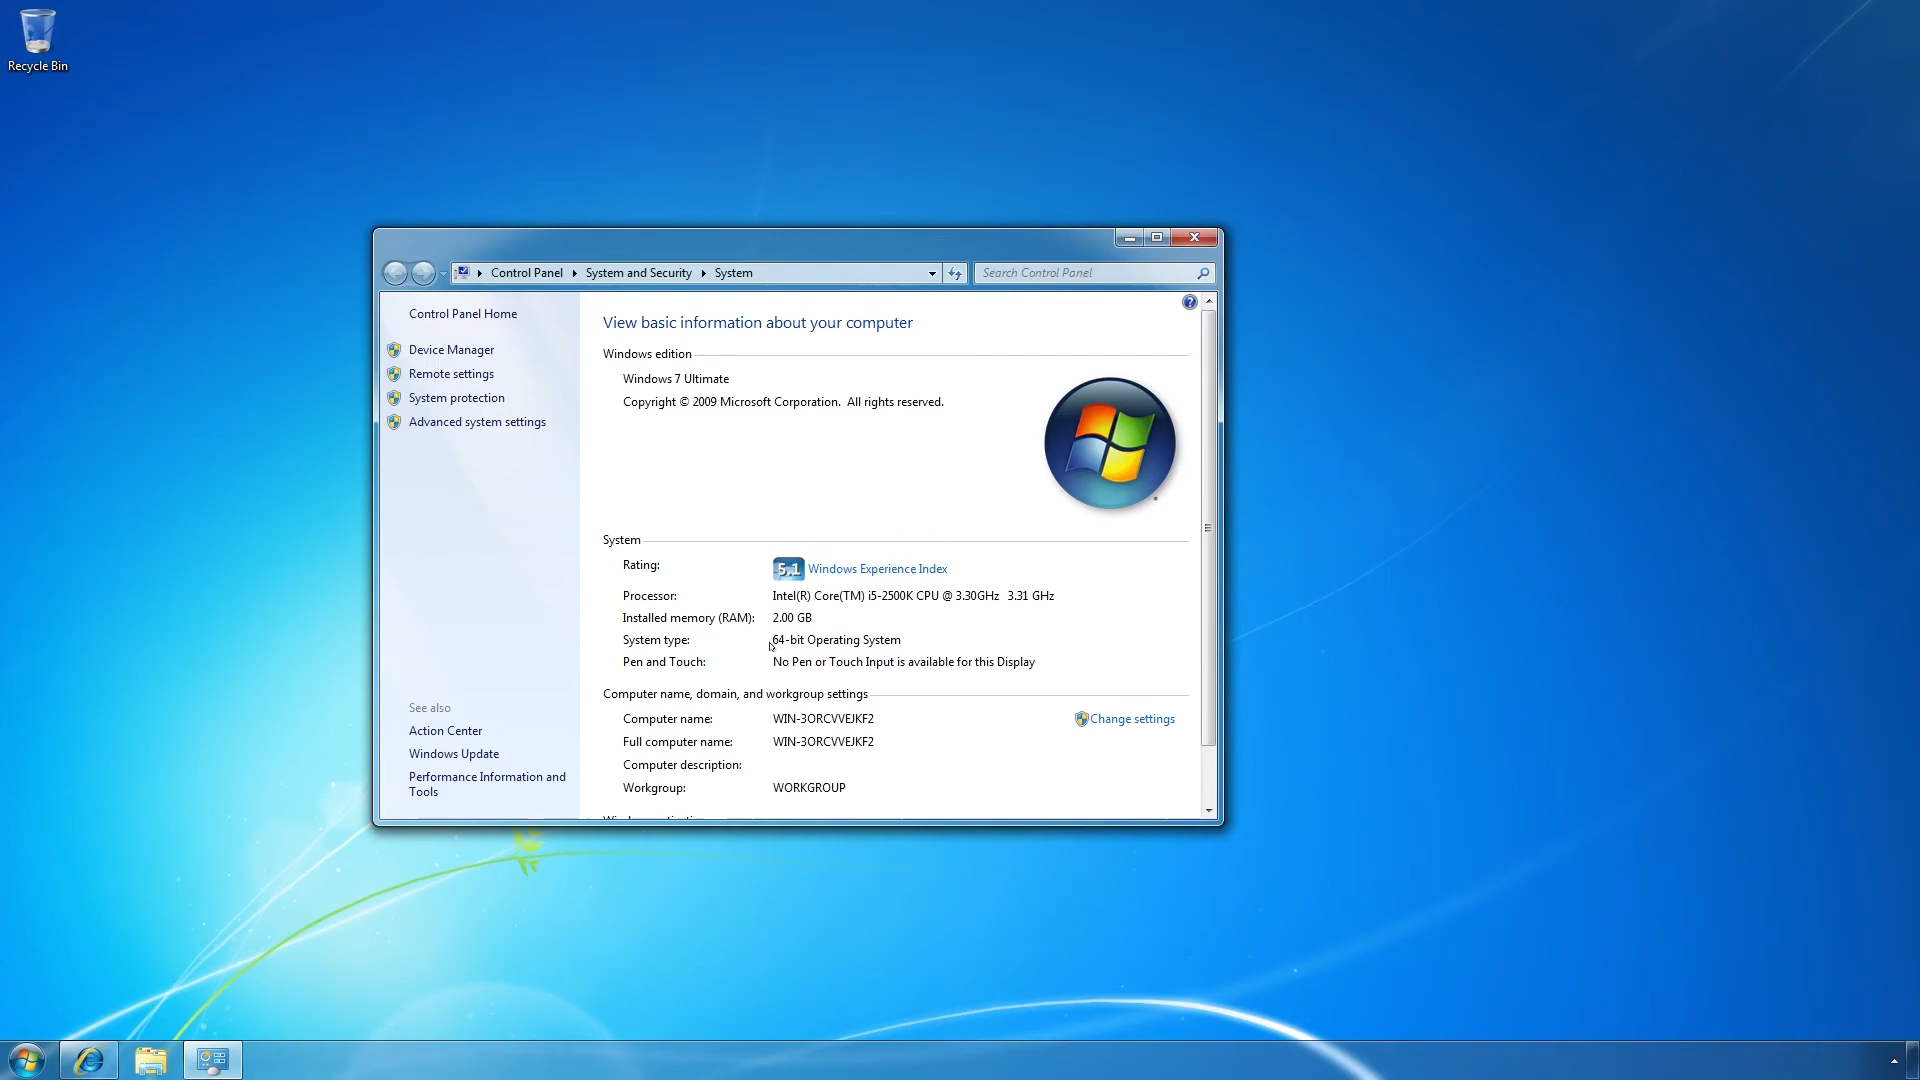 Recycle Bin
Control Panel
System and Security
System
Search Control Panel
Control Panel Home
Device Manager
Remote settings
System protection
Advanced system settings
See also
Action Center
Windows Update
Performance Information and
Tools
View basic information about your computer
Windows edition
Windows 7 Ultimate
Copyright © 2009 Microsoft Corporation. All rights reserved.
System
Rating:
5.1 Windows Experience Index
Processor:
Intel(R) Core(TM) i5-2500K CPU @ 3.30GHz 3.31 GHz
Installed memory (RAM):
2.00 GB
System type:
64-bit Operating System
Pen and Touch:
No Pen or Touch Input is available for this Display
Computer name, domain, and workgroup settings
Computer name:
WIN-3ORCVVEJKF2
Change settings
Full computer name:
WIN-3ORCVVEJKF2
Computer description:
Workgroup:
WORKGROUP